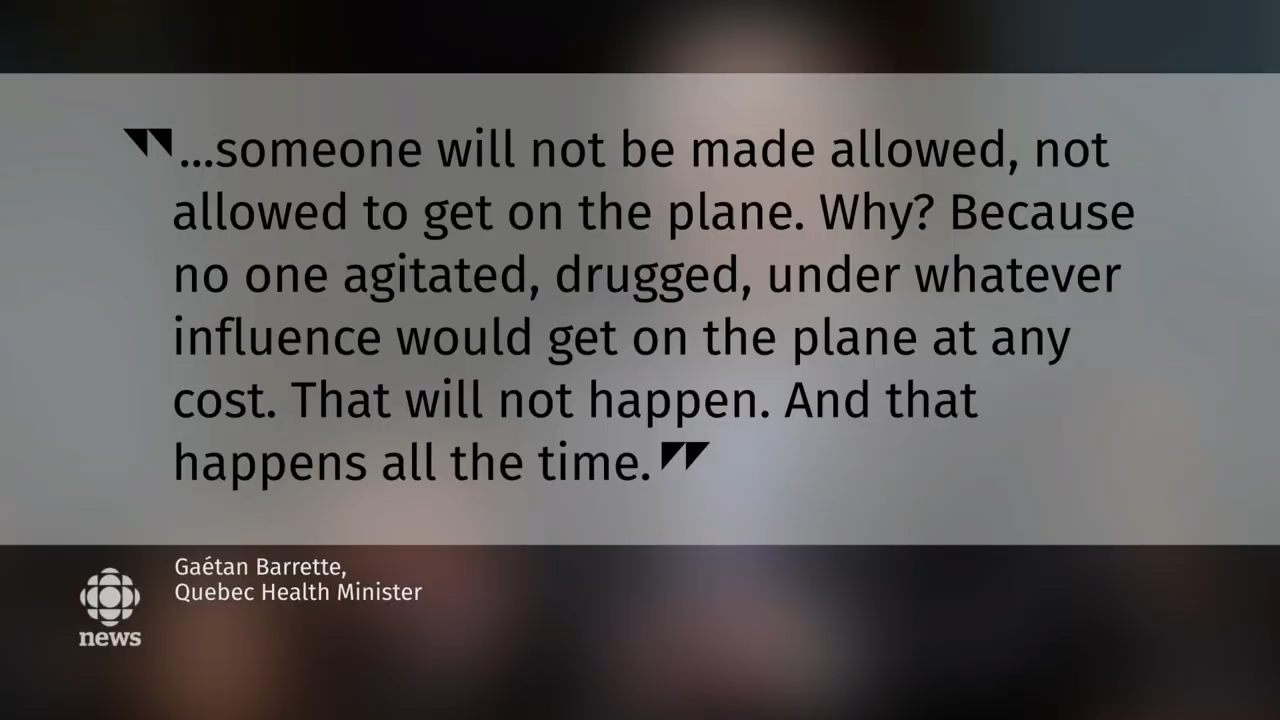 "...someone will not be made allowed, not
allowed to get on the plane. Why? Because
no one agitated, drugged, under whatever
influence would get on the plane at any
cost. That will not happen. And that
happens all the time."
Gaétan Barrette,
Quebec Health Minister
news